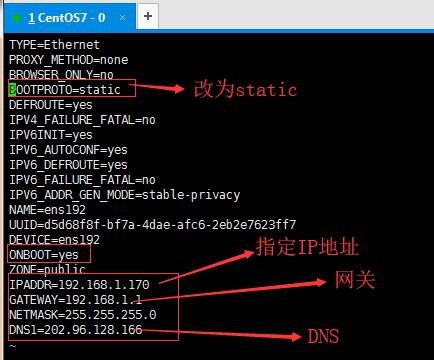 1 CentOS7 - 0 × +
TYPE=Ethernet
PROXY_METHOD=none
BROWSER_ONLY=no
BOOTPROTO=static
改为static
DEFROUTE=yes
IPV4_FAILURE_FATAL=no
IPV6INIT=yes
IPV6_AUTOCONF=yes
IPV6_DEFROUTE=yes
IPV6_FAILURE_FATAL=no
IPV6_ADDR_GEN_MODE=stable-privacy
NAME=ens192
UUID=d5d68f8f-bf7a-4dae-afc6-2eb2e7623ff7
DEVICE=ens192
指定IP地址
ONBOOT=yes
ZONE=public
网关
IPADDR=192.168.1.170
GATEWAY=192.168.1.1
NETMASK=255.255.255.0
DNS1=202.96.128.166
DNS
~